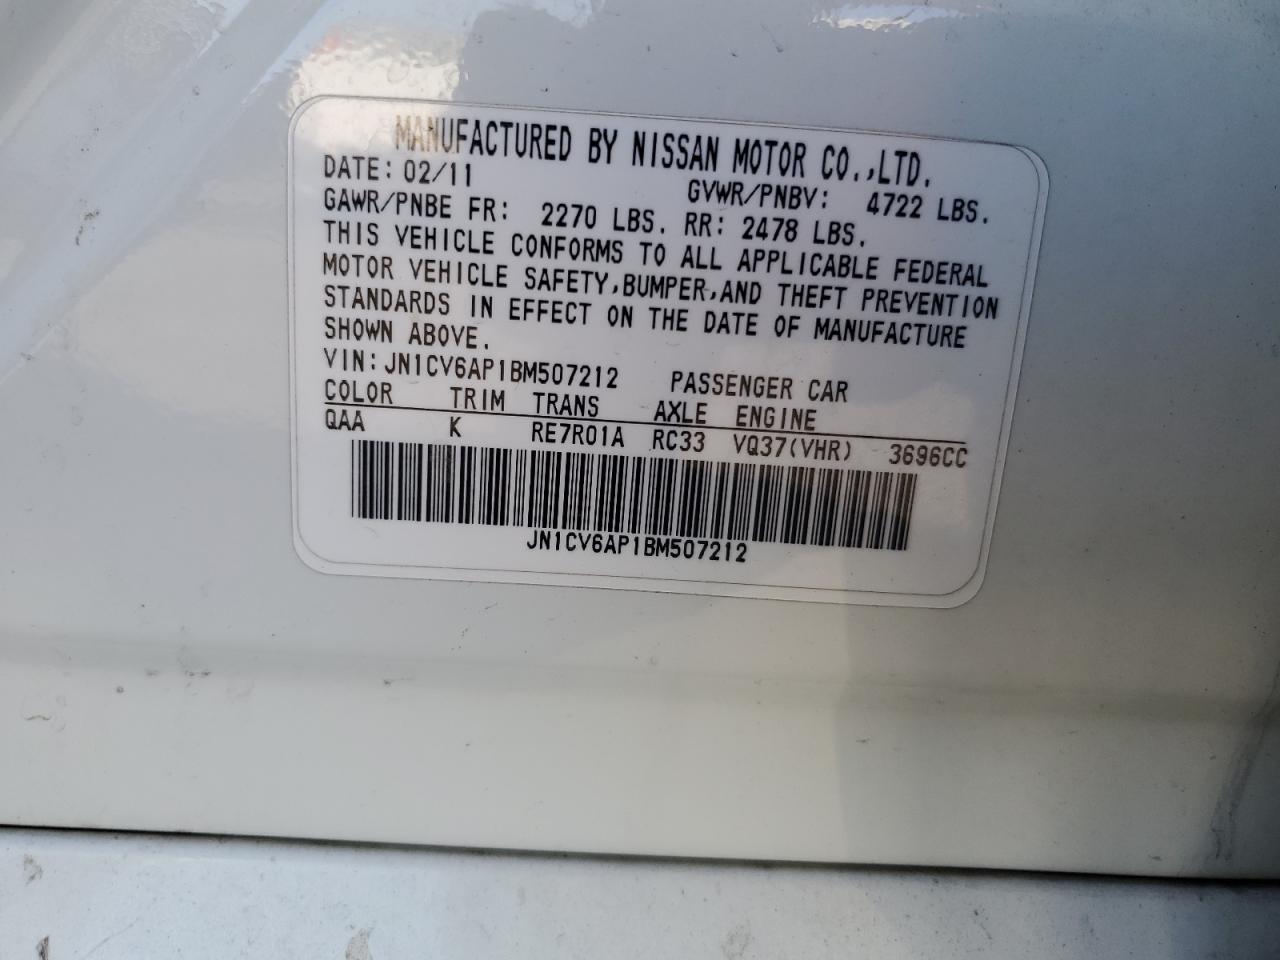 MANUFACTURED BY NISSAN MOTOR CO.,LTD.
DATE: 02/11 GVWR/PNBV: 4722 LBS.
GAWR/PNBE FR: 2270 LBS. RR: 2478 LBS.
THIS VEHICLE CONFORMS TO ALL APPLICABLE FEDERAL
MOTOR VEHICLE SAFETY,BUMPER,AND THEFT PREVENTION
STANDARDS IN EFFECT ON THE DATE OF MANUFACTURE
SHOWN ABOVE.
VIN:JN1CV6AP1BM507212 PASSENGER CAR
COLOR TRIM TRANS AXLE ENGINE
QAA K RE7R01A RC33 VQ37(VHR) 3696CC
JN1CV6AP1BM507212